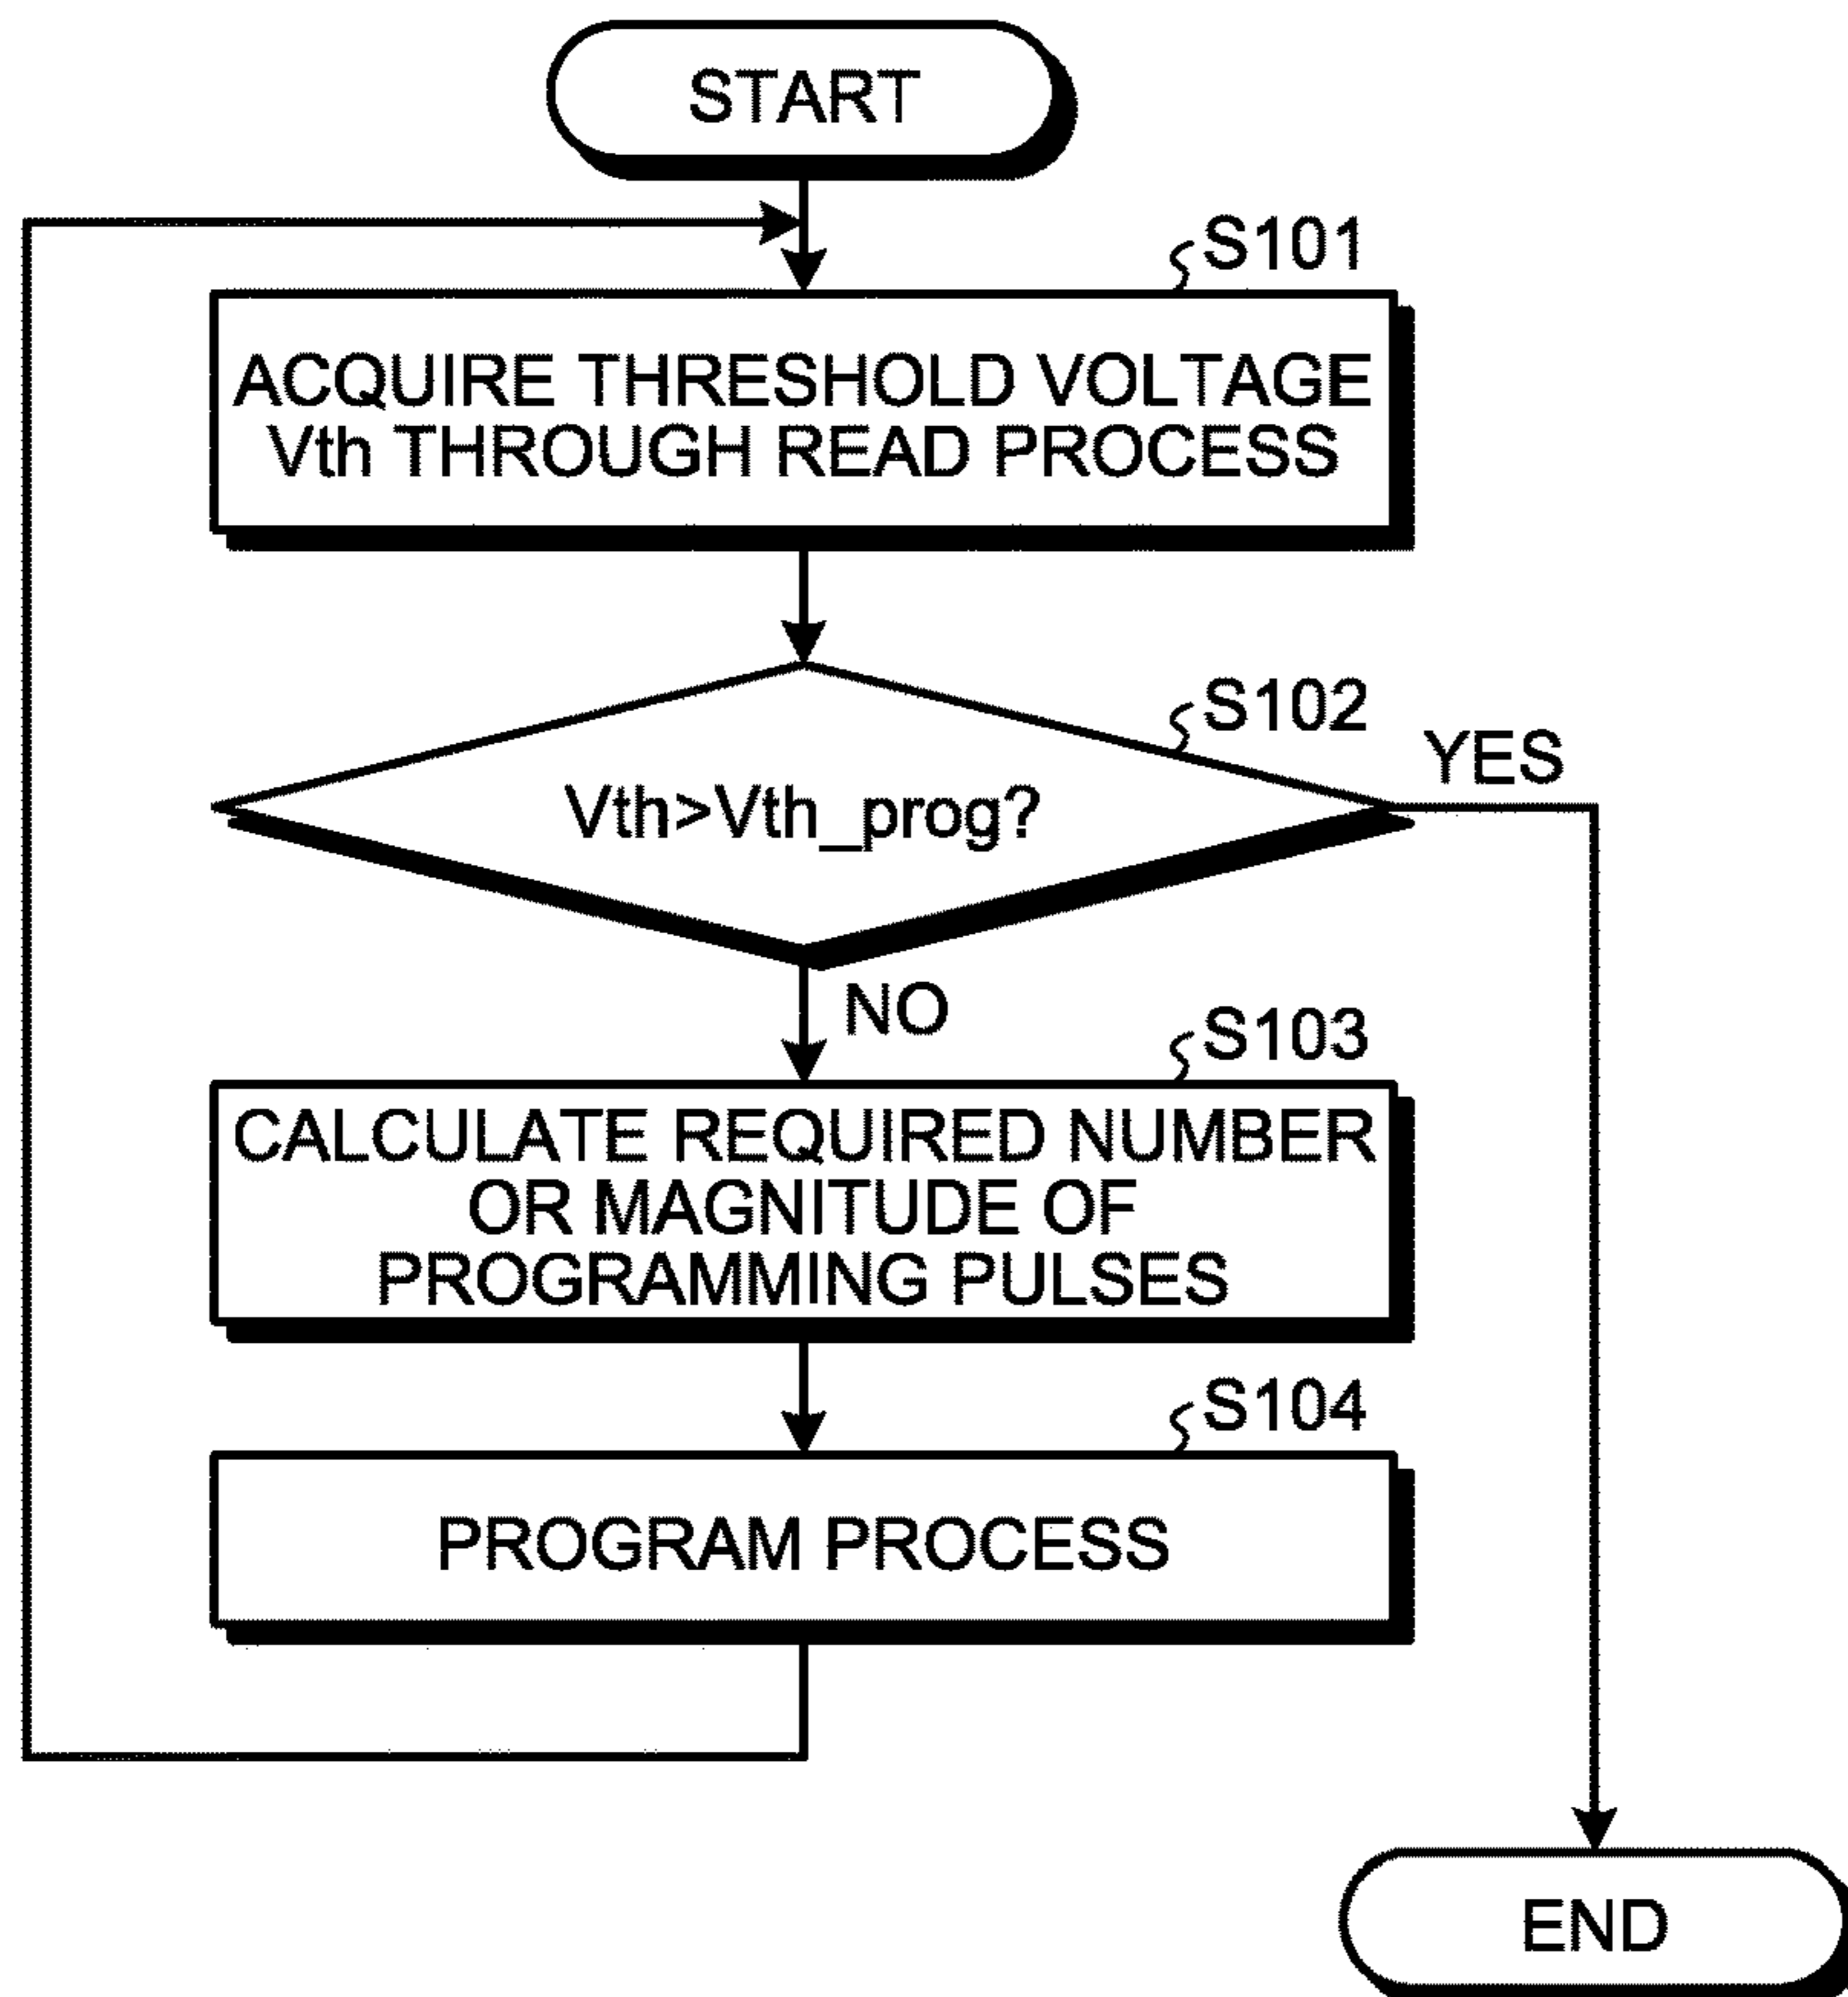 START
S101
ACQUIRE THRESHOLD VOLTAGE
Vth THROUGH READ PROCESS
S102
YES
Vth>Vth_prog?
NO
S103
CALCULATE REQUIRED NUMBER
OR MAGNITUDE OF
PROGRAMMING PULSES
S104
PROGRAM PROCESS
END